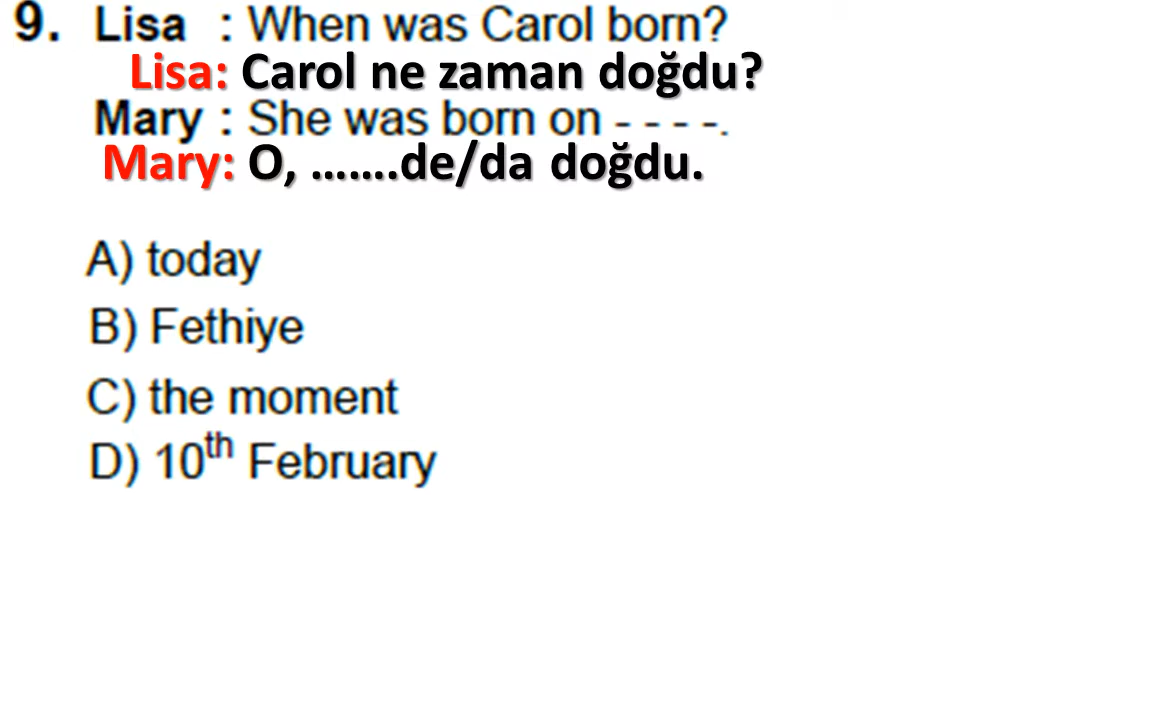 9. Lisa : When was Carol born?
Lisa: Carol ne zaman doğdu?
Mary : She was born on - - - -.
Mary: O, …….de/da doğdu.
A) today
B) Fethiye
C) the moment
D) 10th February